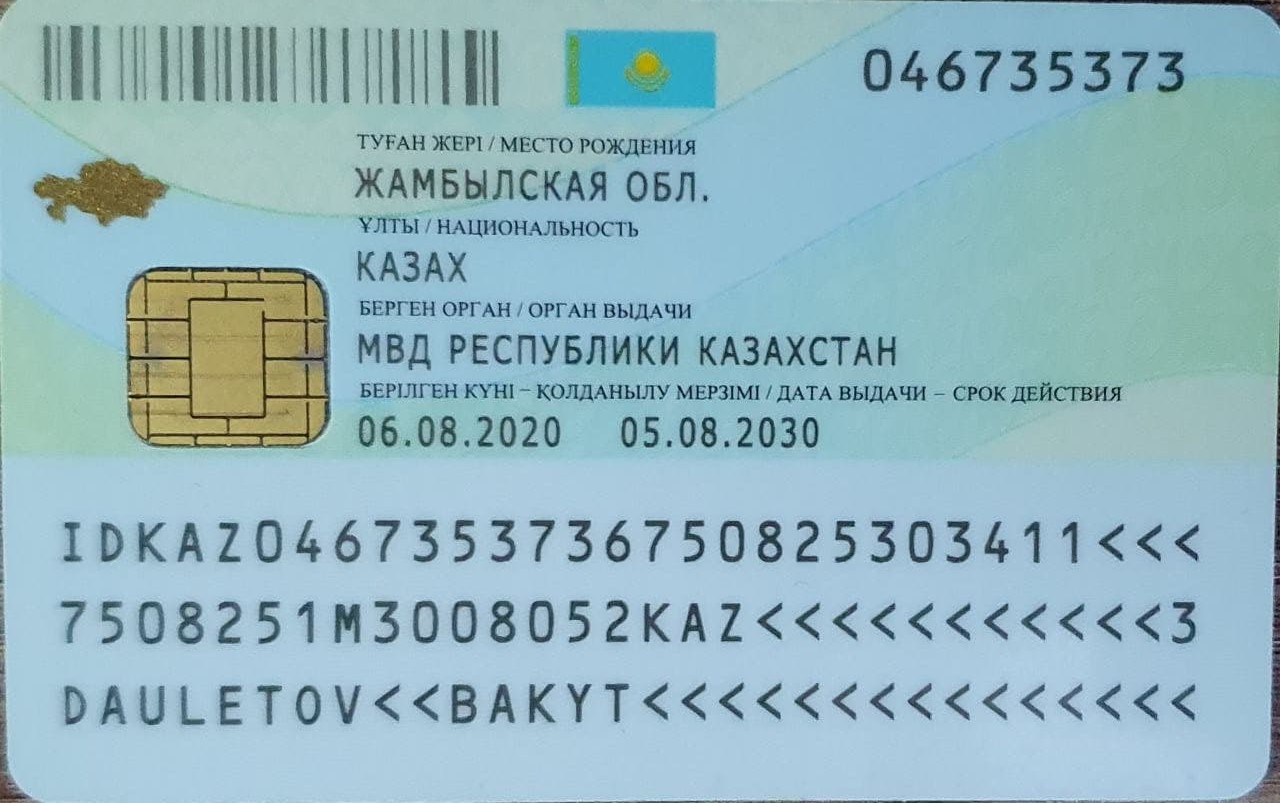 046735373
ТУҒАН ЖЕРІ / МЕСТО РОЖДЕНИЯ
ЖАМБЫЛСКАЯ ОБЛ.
ҰЛТЫ / НАЦИОНАЛЬНОСТЬ
КАЗАХ
БЕРГЕН ОРГАН / ОРГАН ВЫДАЧИ
МВД РЕСПУБЛИКИ КАЗАХСТАН
БЕРІЛГЕН КҮНІ – ҚОЛДАНЫЛУ МЕРЗІМІ / ДАТА ВЫДАЧИ – СРОК ДЕЙСТВИЯ
06.08.2020 05.08.2030
IDKAZ0467353736750825303411<<<
7508251M3008052KAZ<<<<<<<<<<<3
DAULETOV<<BAKYT<<<<<<<<<<<<<<<